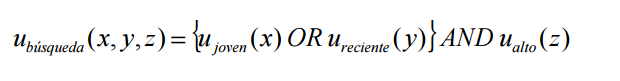 u_búsqueda(x,y,z)={u_joven(x) OR u_reciente(y)} AND u_alto(z)